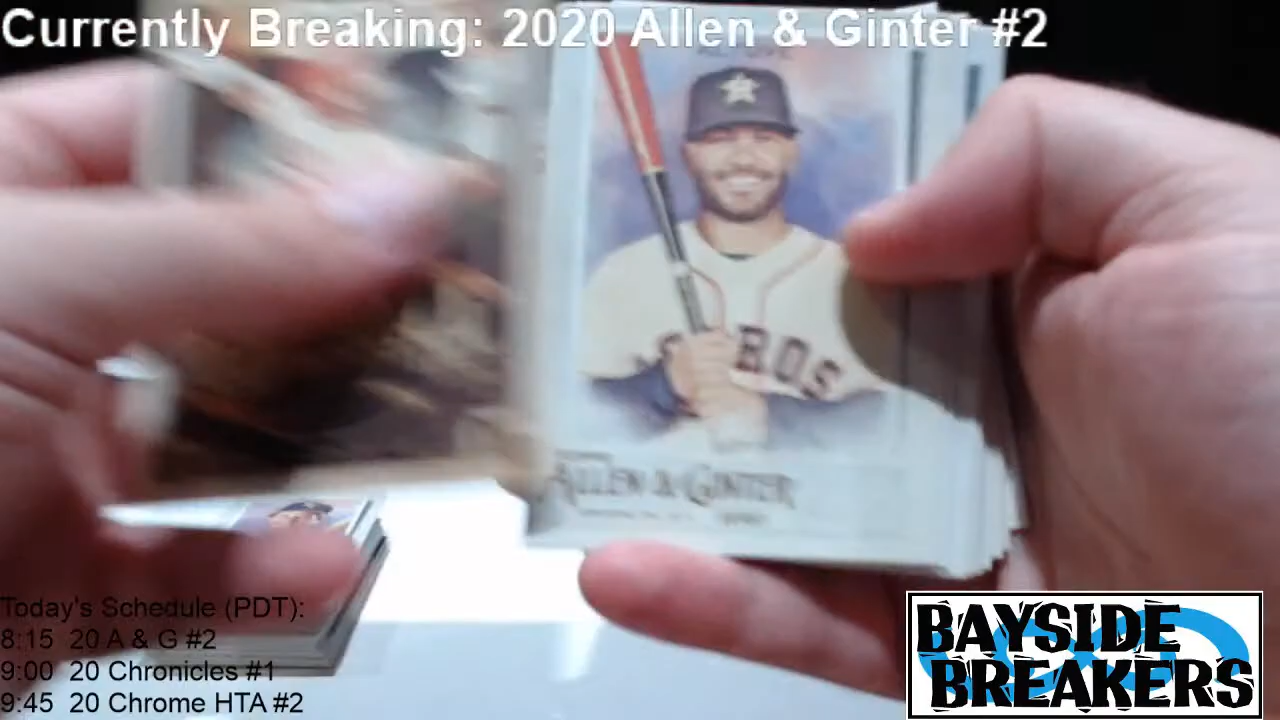 Currently Breaking: 2020 Allen & Ginter #2
ROS
ALLEN & GINTER
Today's Schedule (PDT):
8:15 20 A & G #2
9:00 20 Chronicles #1
9:45 20 Chrome HTA #2
BAYSIDE
BREAKERS